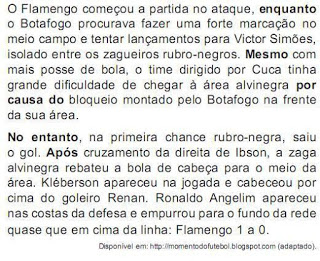 O Flamengo começou a partida no ataque, enquanto
o Botafogo procurava fazer uma forte marcação no
meio campo e tentar lançamentos para Victor Simões,
isolado entre os zagueiros rubro-negros. Mesmo com
mais posse de bola, o time dirigido por Cuca tinha
grande dificuldade de chegar à área alvinegra por
causa do bloqueio montado pelo Botafogo na frente
da sua área.
No entanto, na primeira chance rubro-negra, saiu
o gol. Após cruzamento da direita de Ibson, a zaga
alvinegra rebateu a bola de cabeça para o meio da
área. Kléberson apareceu na jogada e cabeceou por
cima do goleiro Renan. Ronaldo Angelim apareceu
nas costas da defesa e empurrou para o fundo da rede
quase que em cima da linha: Flamengo 1 a 0.
Disponível em: http://momentodofutebol.blogspot.com (adaptado).